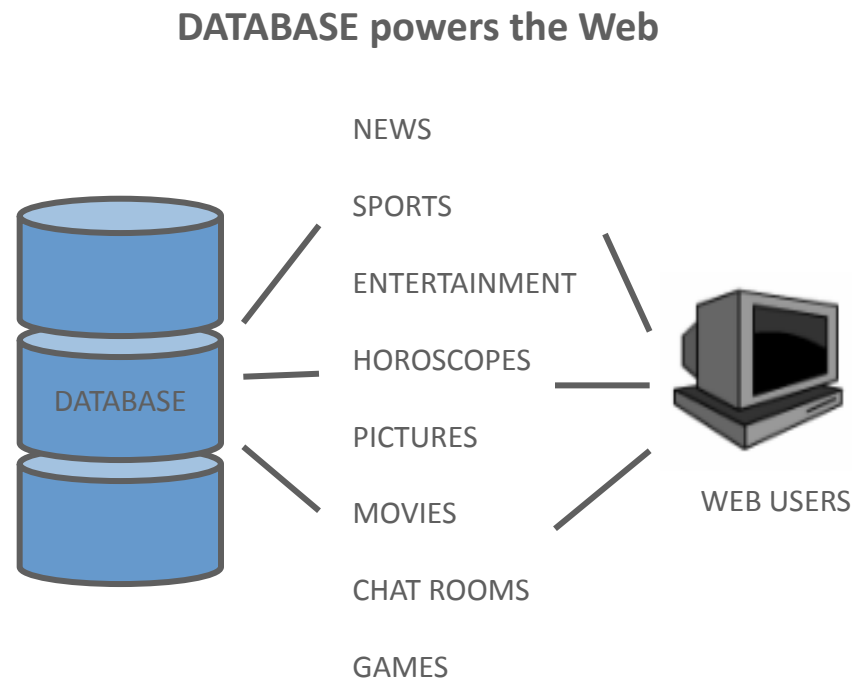 DATABASE powers the Web
NEWS
SPORTS
ENTERTAINMENT
HOROSCOPES
DATABASE
PICTURES
MOVIES
WEB USERS
CHAT ROOMS
GAMES